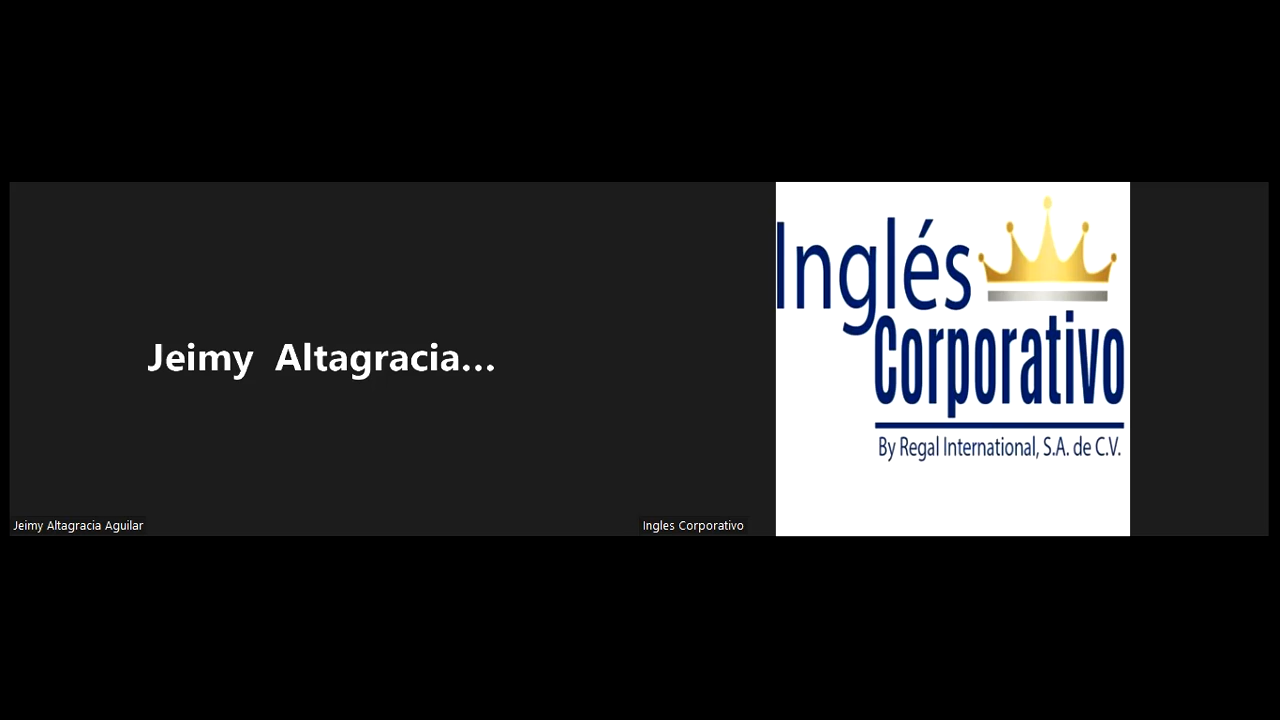 Jeimy Altagracia...
Jeimy Altagracia Aguilar
Inglés
Corporativo
By Regal International, S.A. de C.V.
Ingles Corporativo